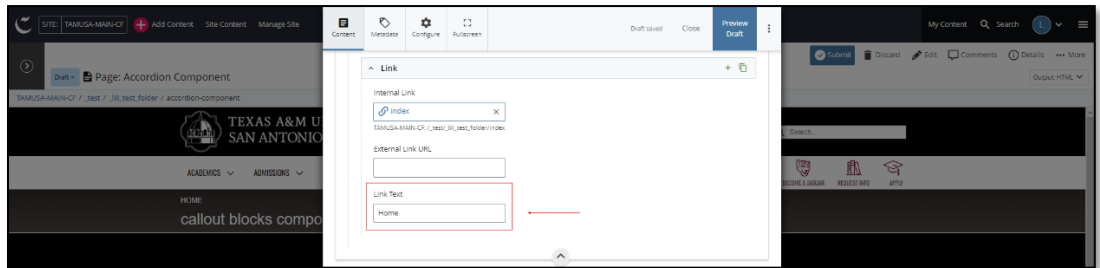 SITE: TAMUSA-MAIN-CF Add Content Site Content Manage Site
Content Metadata Configure Fullscreen
Draft saved Close Preview Draft
My Content Search L
Submit Discard Edit Comments Details More
Draft Page: Accordion Component
Output: HTML
TAMUSA-MAIN-CF / _test / _lili_test_folder / accordion-component
Link
Internal Link
index
TAMUSA-MAIN-CF: /_test/_lili_test_folder/index
External Link URL
Link Text
Home
TEXAS A&M U
SAN ANTONIO
Search...
ACADEMICS ADMISSIONS
BECOME A JAGUAR REQUEST INFO APPLY
HOME
callout blocks compo